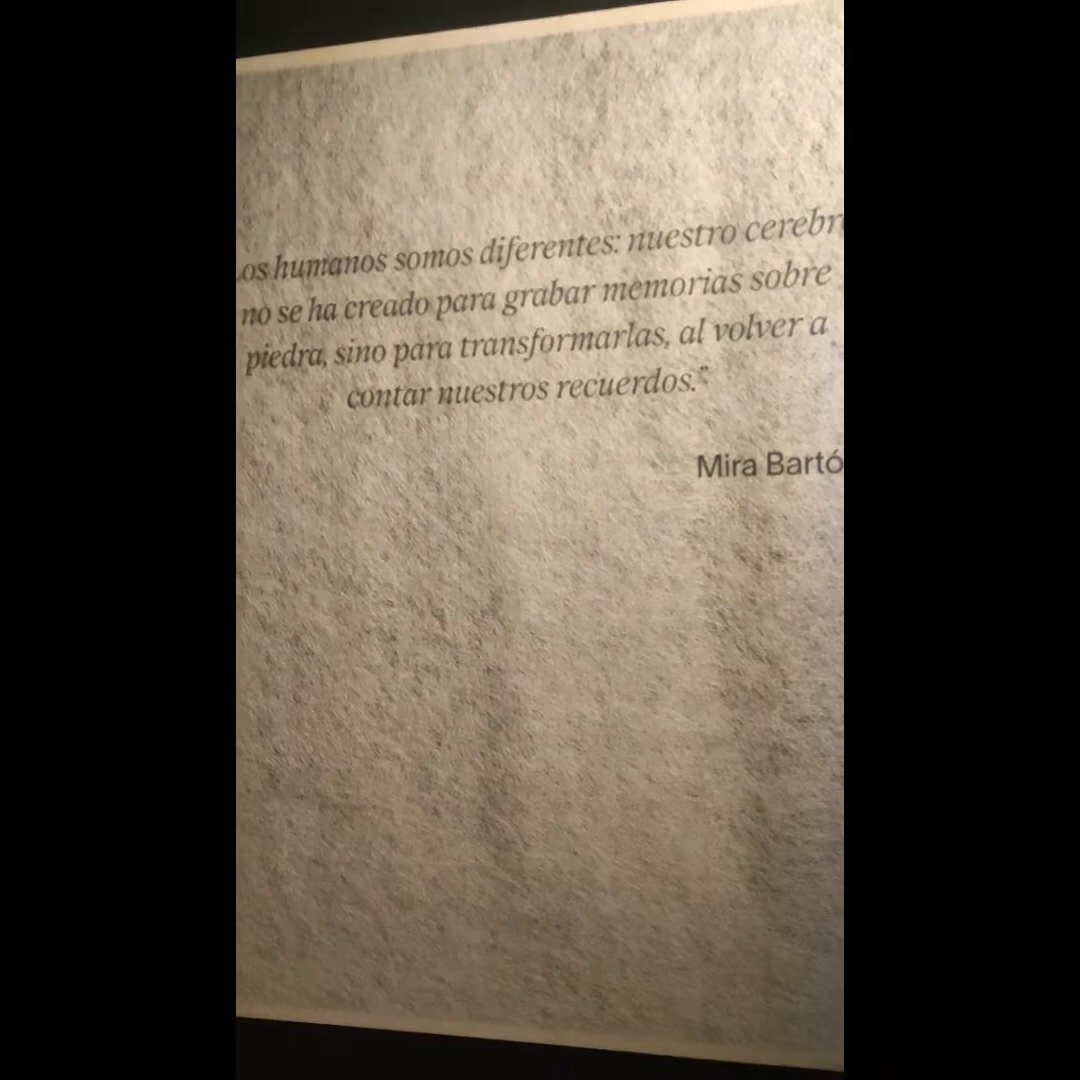 os humanos somos diferentes: nuestro cerebr
no se ha creado para grabar memorias sobre
piedra, sino para transformarlas, al volver a
contar nuestros recuerdos.”
Mira Bartó